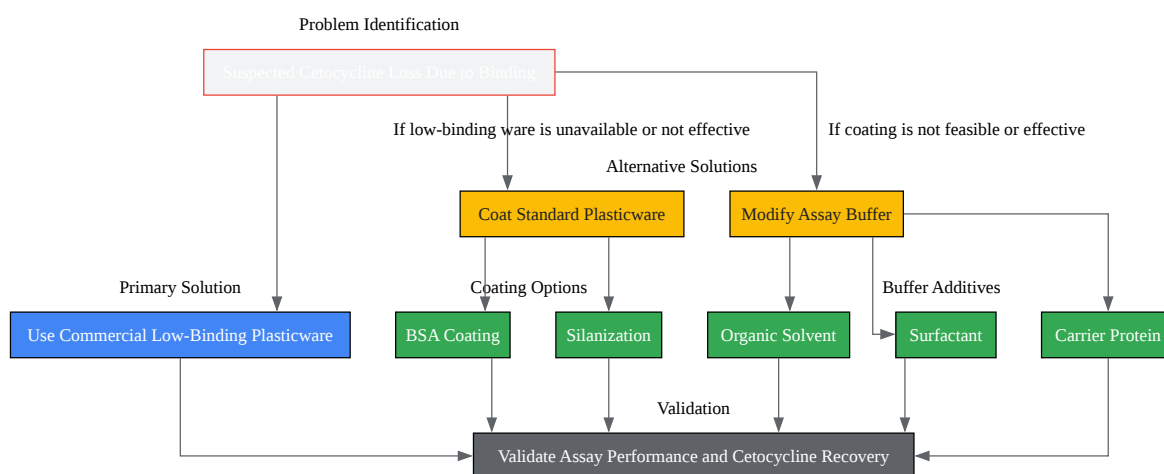 Problem Identification
Suspected Cetocycline Loss Due to Binding
If low-binding ware is unavailable or not effective
If coating is not feasible or effective
Alternative Solutions
Coat Standard Plasticware
Modify Assay Buffer
Primary Solution
Coating Options
Buffer Additives
Use Commercial Low-Binding Plasticware
BSA Coating
Silanization
Organic Solvent
Surfactant
Carrier Protein
Validation
Validate Assay Performance and Cetocycline Recovery